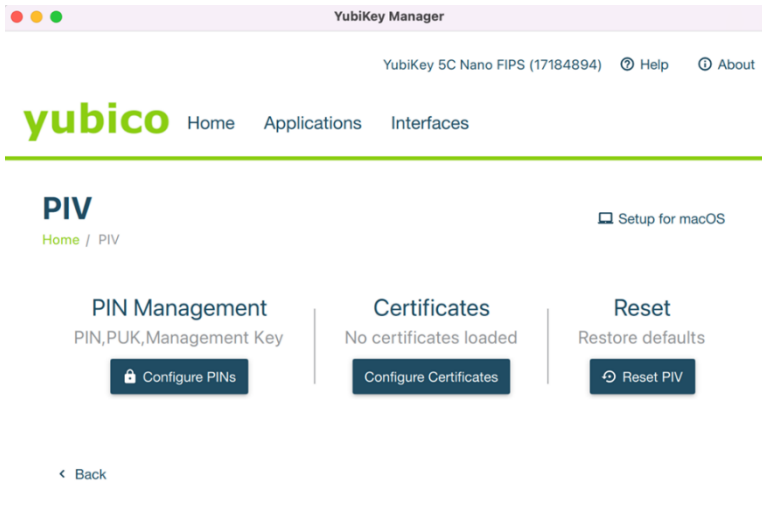 YubiKey Manager
YubiKey 5C Nano FIPS (17184894) Help About
yubico Home Applications Interfaces
PIV
Setup for macOS
Home / PIV
PIN Management Certificates Reset
PIN,PUK,Management Key No certificates loaded Restore defaults
Configure PINs Configure Certificates Reset PIV
Back